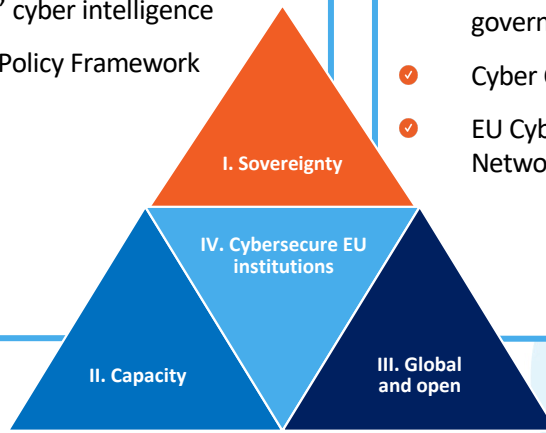 cyber intelligence
Policy Framework
govern
Cyber
EU Cyb
Netwo
I. Sovereignty
IV. Cybersecure EU
institutions
II. Capacity
III. Global
and open